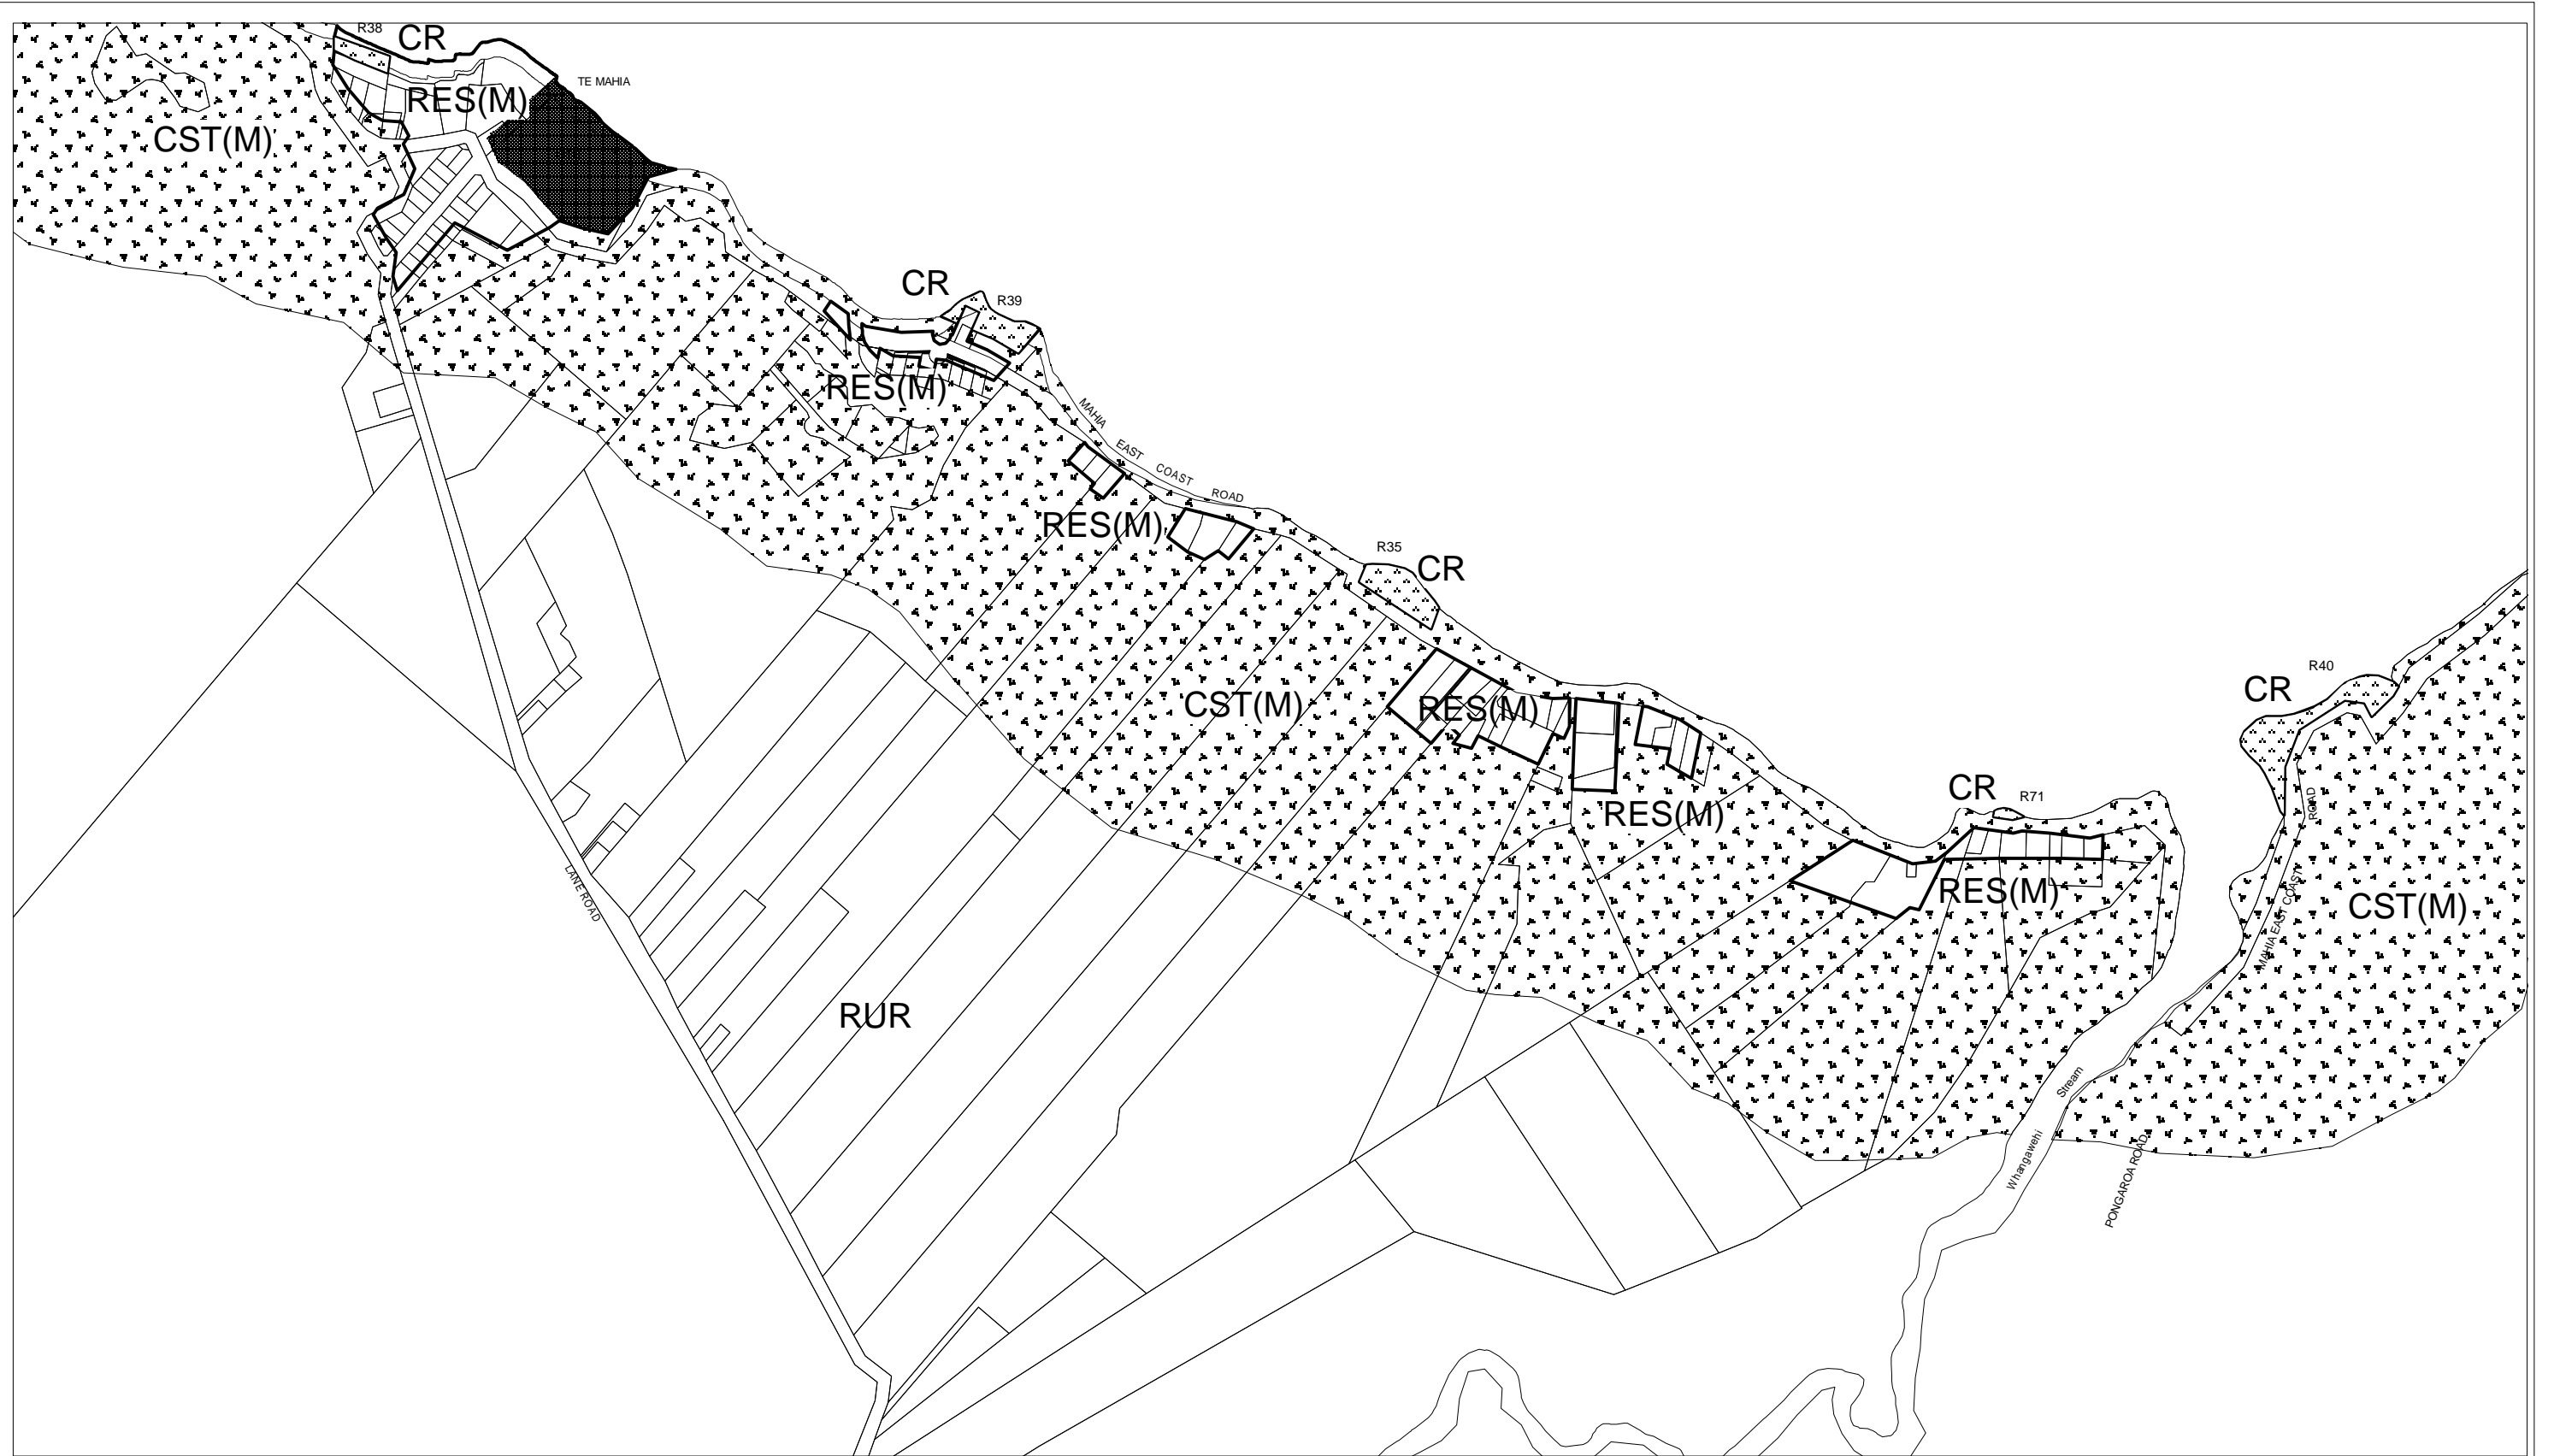 R38
CR
TE MAHIA
RES(M)
CST(M)
CR
R39
RES(M)
MAHIA EAST COAST ROAD
RES(M)
R35
CR
CST(M)
RES(M)
R40
CR
CR
R71
RES(M)
ROAD
RES(M)
CST(M)
MAHIA EAST COAST
LANE ROAD
RUR
Stream
Whangawehi
PONGAROA ROAD